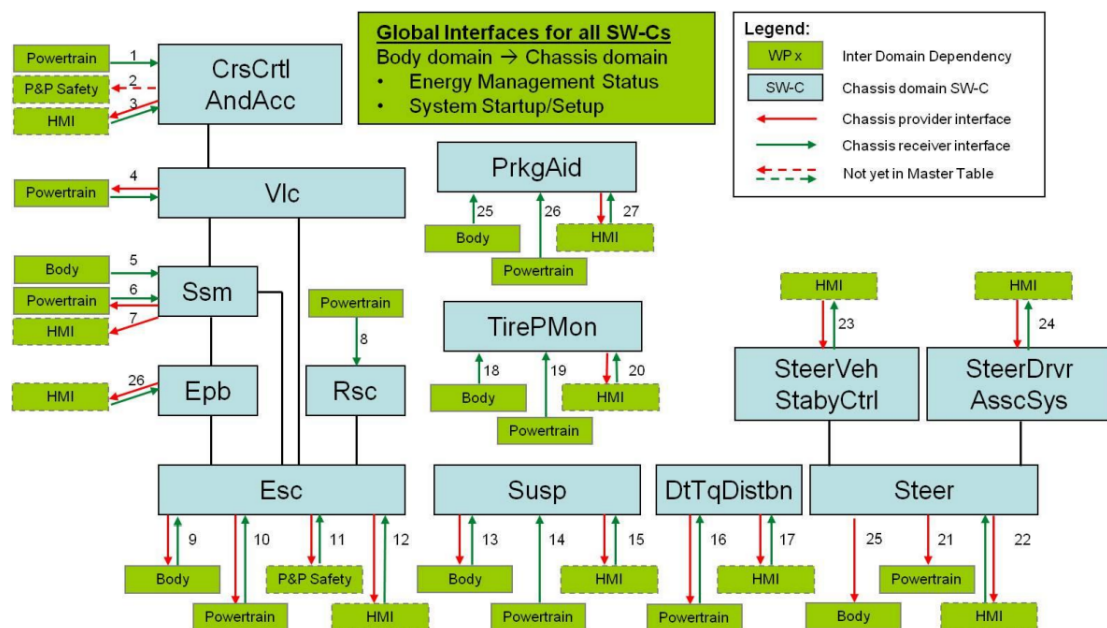 Global Interfaces for all SW-Cs
Body domain → Chassis domain
• Energy Management Status
• System Startup/Setup
Legend:
WP x
Inter Domain Dependency
SW-C
Chassis domain SW-C
Chassis provider interface
Chassis receiver interface
Not yet in Master Table
Powertrain
1
P&P Safety
2
HMI
3
CrsCrtl
AndAcc
Powertrain
4
Vlc
PrkgAid
25
26
27
Body
HMI
Powertrain
Body
5
Powertrain
6
HMI
7
Ssm
Powertrain
8
TirePMon
18
19
20
Body
HMI
Powertrain
HMI
23
HMI
24
SteerVeh
StabyCtrl
SteerDrvr
AsscSys
HMI
26
Epb
Rsc
Esc
Susp
DtTqDistbn
Steer
9
10
11
12
13
14
15
16
17
25
21
22
Body
P&P Safety
Body
HMI
HMI
Powertrain
Powertrain
HMI
Powertrain
Powertrain
Body
HMI